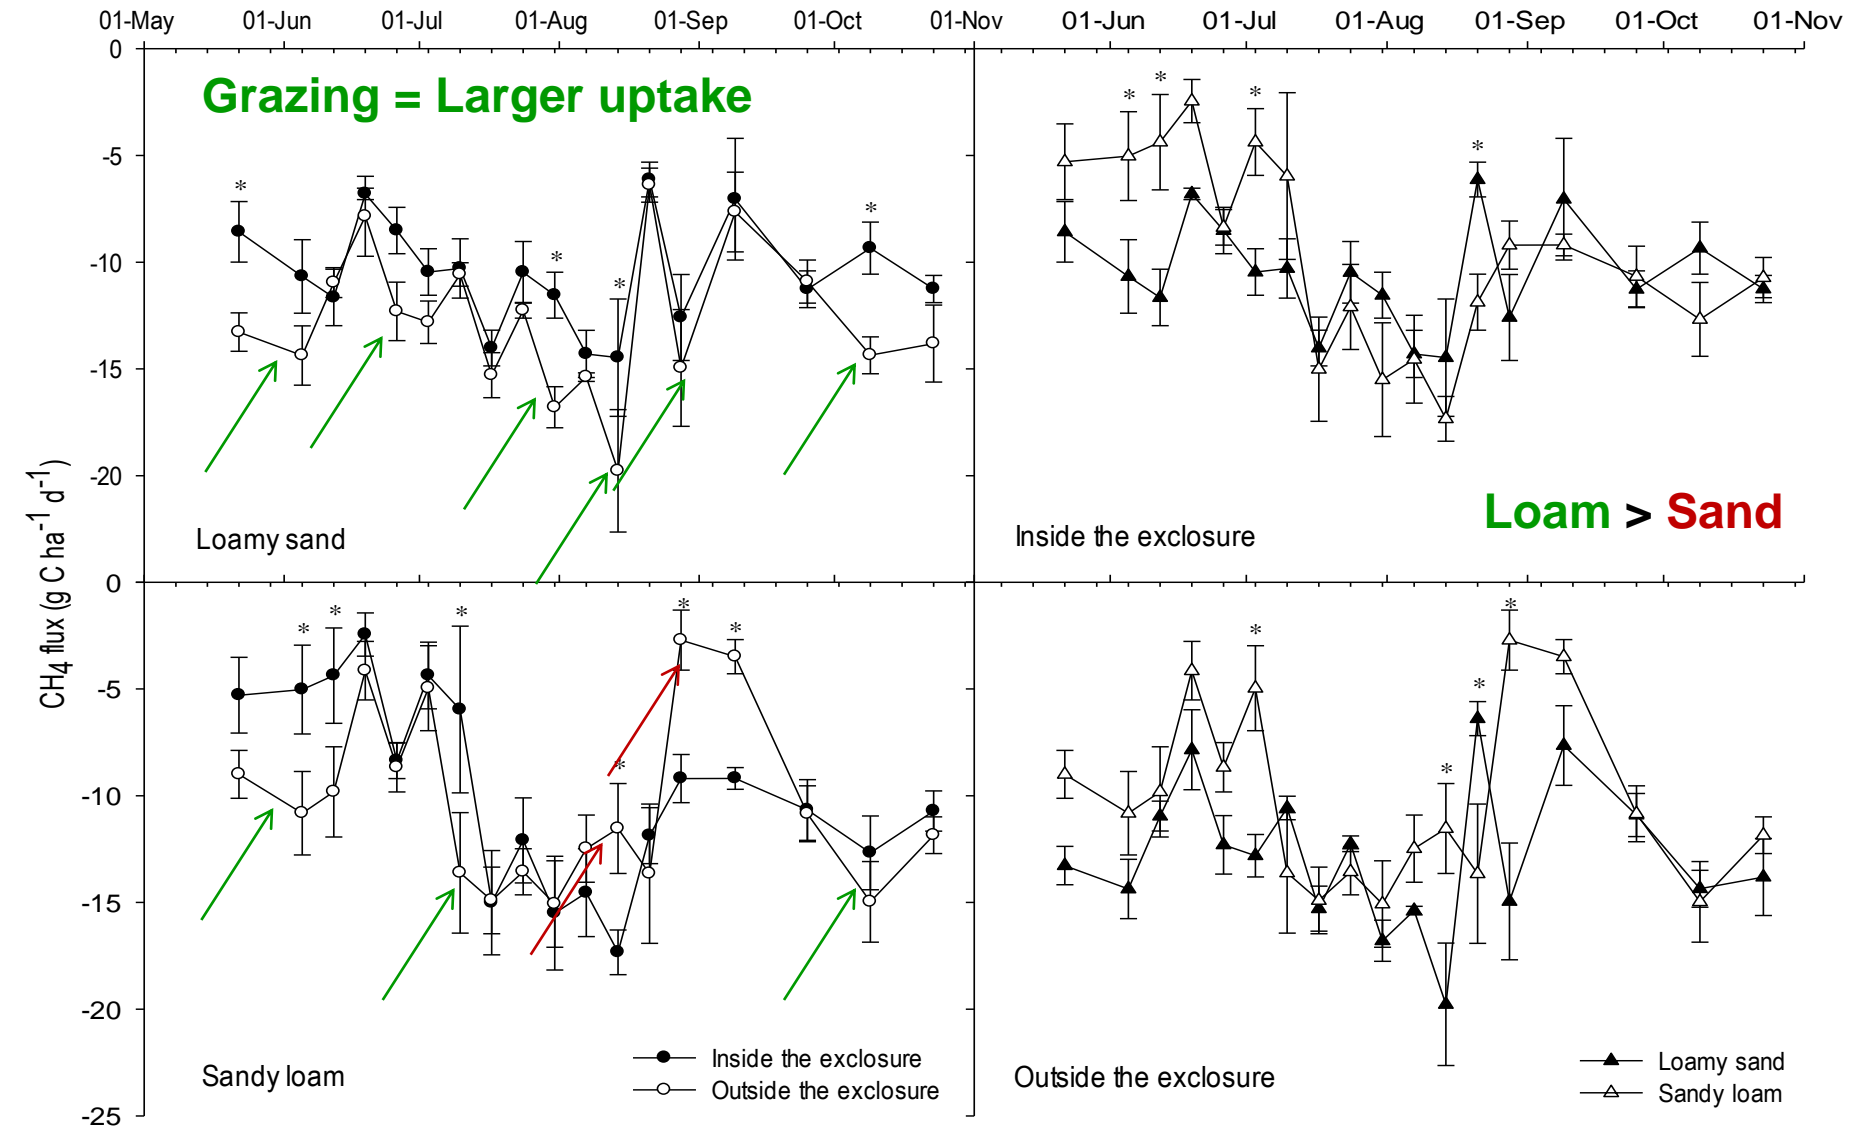 01-May 01-Jun 01-Jul 01-Aug 01-Sep 01-Oct 01-Nov 01-Jun 01-Jul 01-Aug 01-Sep 01-Oct 01-Nov
0
Grazing = Larger uptake
* *
* *
-5
*
*
*
*
*
-10
-15
-20
Loam > Sand
Loamy sand
Inside the exclosure
CH4 flux (g C ha-1 d-1)
0
* * * * * *
* *
-5
*
*
*
-10
-15
-20
Inside the exclosure
Outside the exclosure
Sandy loam
Outside the exclosure
Loamy sand
Sandy loam
-25